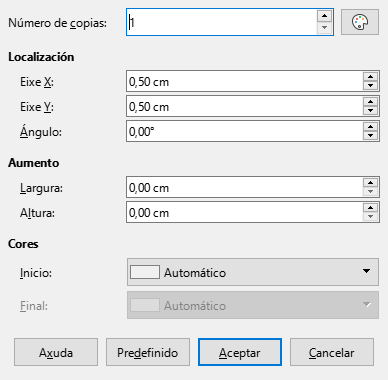 Número de copias: 1
Localización
Eixe X: 0,50 cm
Eixe Y: 0,50 cm
Ángulo: 0,00°
Aumento
Largura: 0,00 cm
Altura: 0,00 cm
Cores
Inicio: Automático
Final: Automático
Axuda Predefinido Aceptar Cancelar